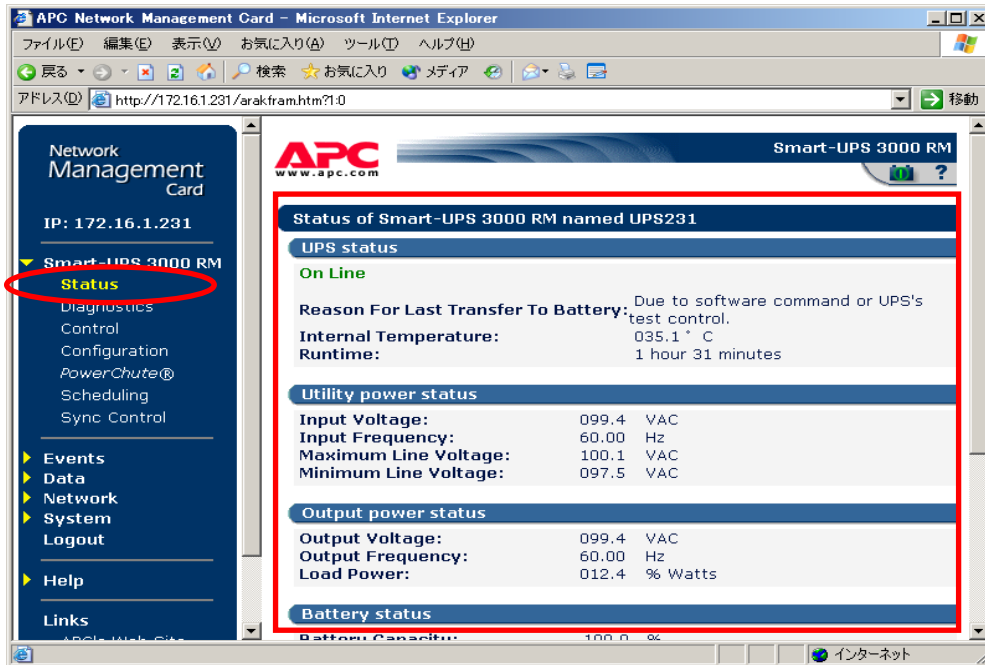 APC Network Management Card - Microsoft Internet Explorer
ファイル(F) 編集(E) 表示(V) お気に入り(A) ツール(T) ヘルプ(H)
戻る 検索 お気に入り メディア
アドレス(D) http://172.16.1.231/arakfram.htm?1:0 移動
Network
Management
Card
IP: 172.16.1.231
Smart-UPS 3000 RM
Status
Diagnostics
Control
Configuration
PowerChute®
Scheduling
Sync Control
Events
Data
Network
System
Logout
Help
Links
APC's Web Site
APC
www.apc.com
Smart-UPS 3000 RM
?
Status of Smart-UPS 3000 RM named UPS231
UPS status
On Line
Reason For Last Transfer To Battery: Due to software command or UPS's
test control.
Internal Temperature: 035.1° C
Runtime: 1 hour 31 minutes
Utility power status
Input Voltage: 099.4 VAC
Input Frequency: 60.00 Hz
Maximum Line Voltage: 100.1 VAC
Minimum Line Voltage: 097.5 VAC
Output power status
Output Voltage: 099.4 VAC
Output Frequency: 60.00 Hz
Load Power: 012.4 % Watts
Battery status
Battery Capacity: 100.0 %
インターネット